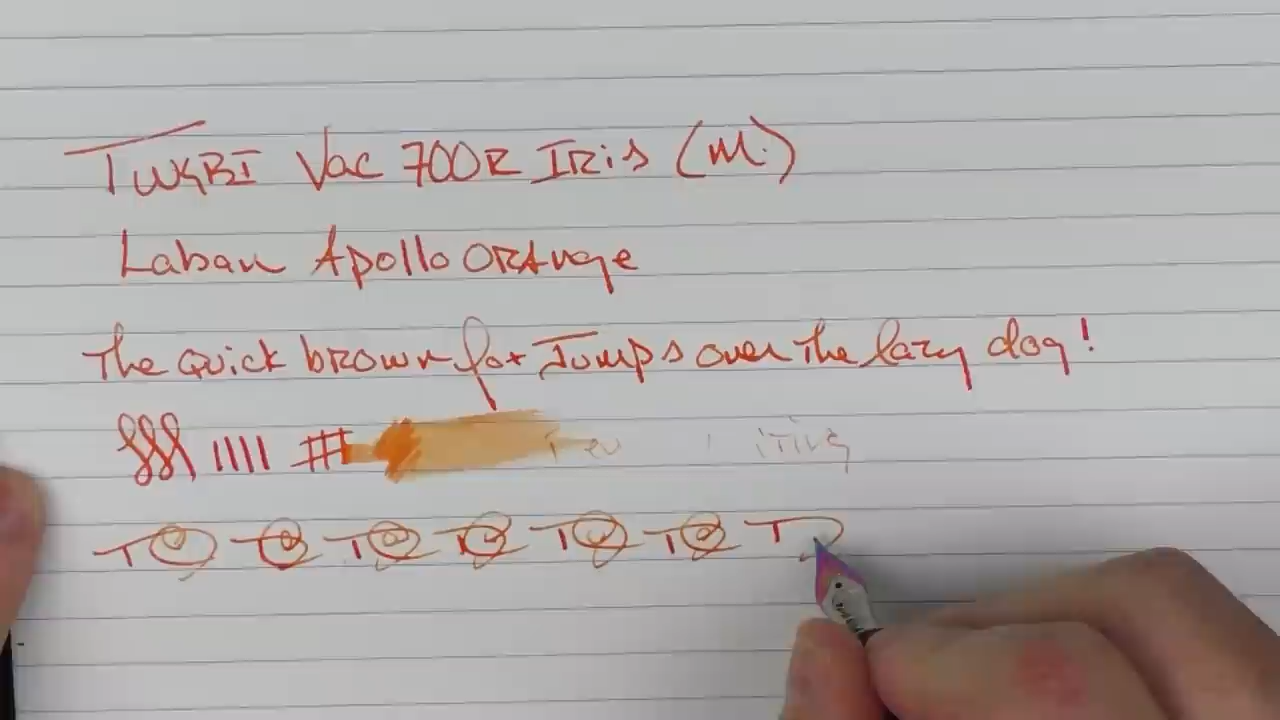 TWSBI Vac 700R IRis (M.)
Laban Apollo ORAnge
The Quick bROWn fox Jumps over The lazy dog!